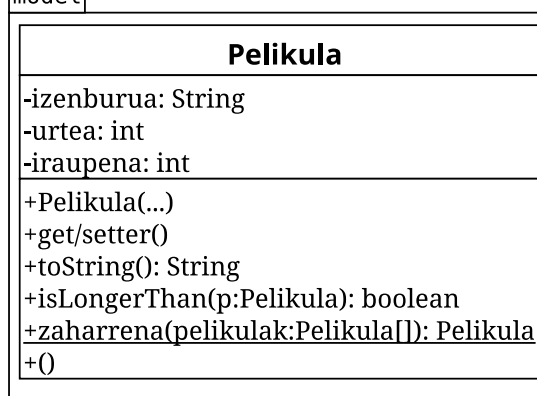 model
Pelikula
-izenburua: String
-urtea: int
-iraupena: int
+Pelikula(...)
+get/setter()
+toString(): String
+isLongerThan(p:Pelikula): boolean
+zaharrena(pelikulak:Pelikula[]): Pelikula
+()